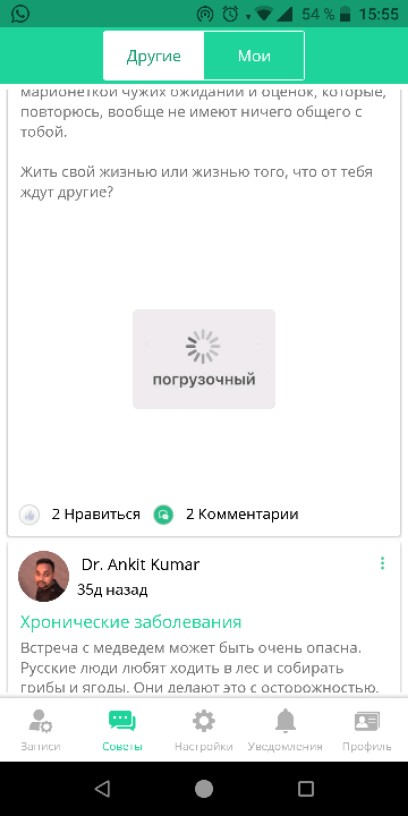 54 %
15:55
Другие
Мои
марионеткой чужих ожиданий и оценок, которые,
повторюсь, вообще не имеют ничего общего с
тобой.
Жить свой жизнью или жизнью того, что от тебя
ждут другие?
погрузочный
2 Нравиться
2 Комментарии
Dr. Ankit Kumar
35д назад
Хронические заболевания
Встреча с медведем может быть очень опасна.
Русские люди любят ходить в лес и собирать
грибы и ягоды. Они делают это с осторожностью,
Записи
Советы
Настройки
Уведомления
Профиль